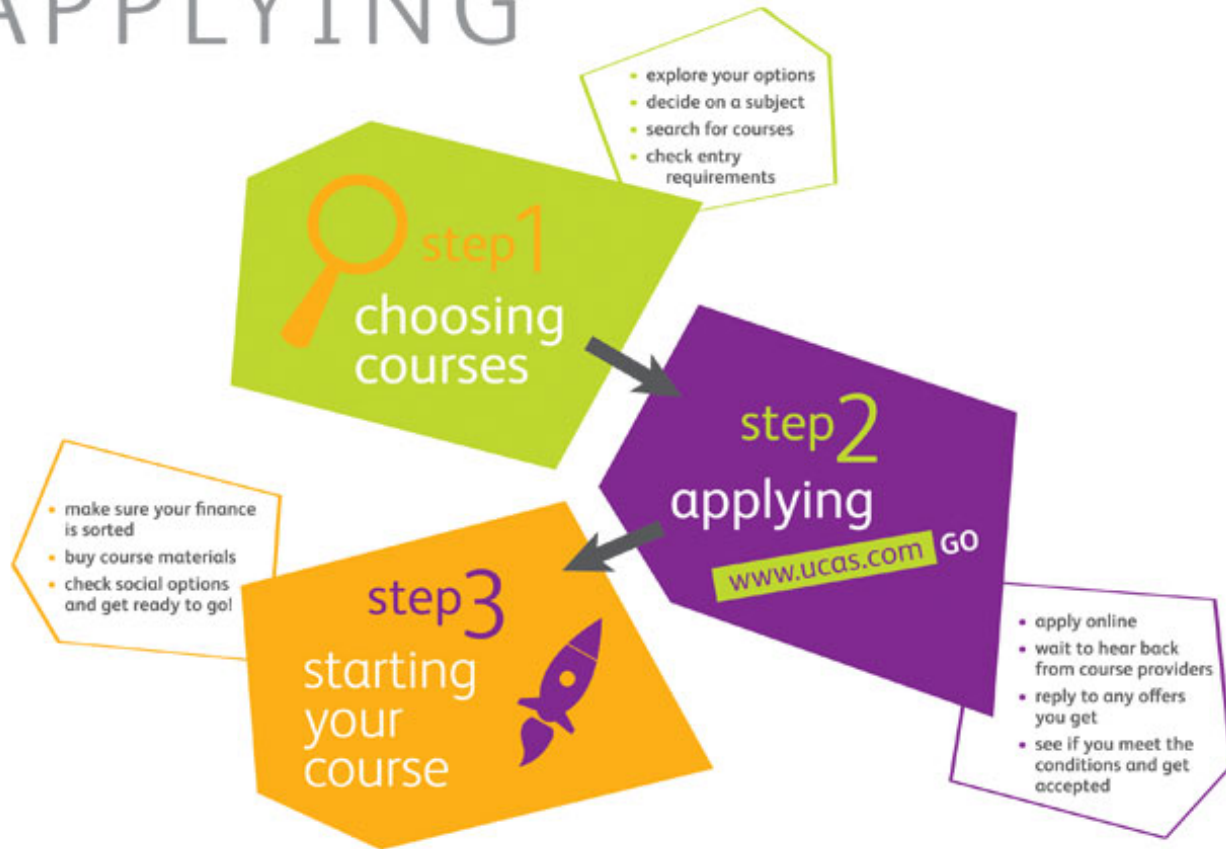 APPLYING
• explore your options
• decide on a subject
• search for courses
• check entry
requirements
step1
choosing
courses
step2
applying
www.ucas.com GO
• apply online
• wait to hear back
from course providers
• reply to any offers
you get
• see if you meet the
conditions and get
accepted
step3
starting
your
course
• make sure your finance
is sorted
• buy course materials
• check social options
and get ready to go!